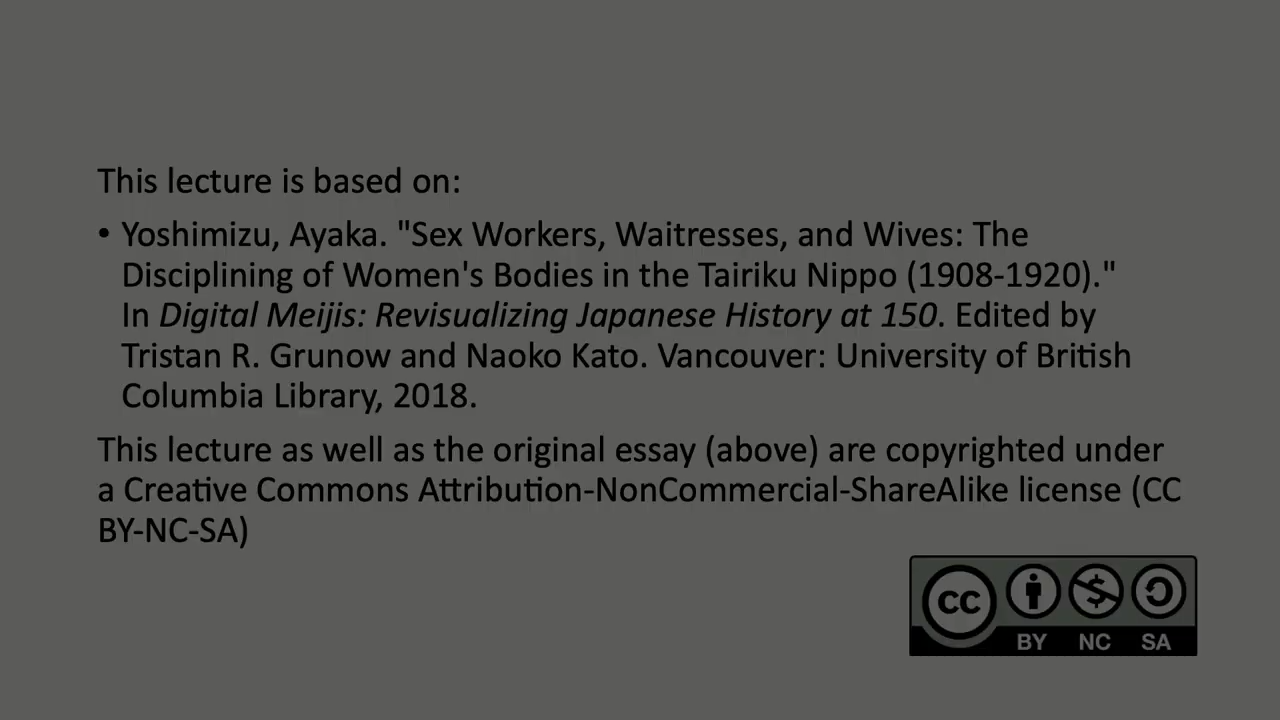 This lecture is based on:
• Yoshimizu, Ayaka. "Sex Workers, Waitresses, and Wives: The
Disciplining of Women's Bodies in the Tairiku Nippo (1908-1920)."
In Digital Meijis: Revisualizing Japanese History at 150. Edited by
Tristan R. Grunow and Naoko Kato. Vancouver: University of British
Columbia Library, 2018.
This lecture as well as the original essay (above) are copyrighted under
a Creative Commons Attribution-NonCommercial-ShareAlike license (CC
BY-NC-SA)
CC
BY NC SA